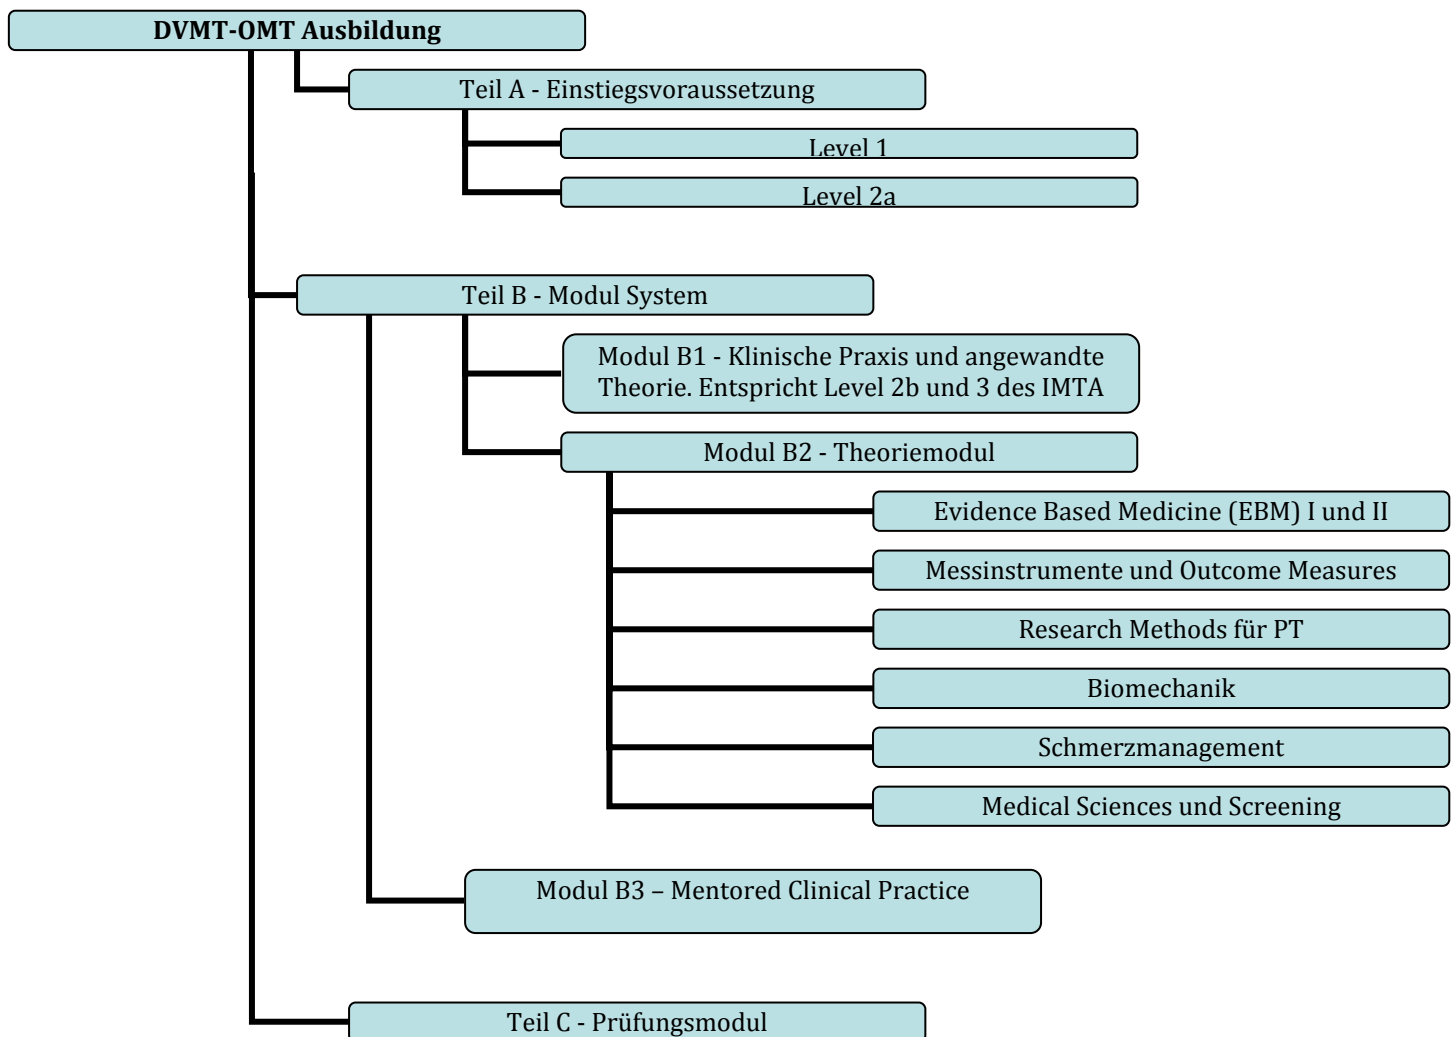 DVMT-OMT Ausbildung
Teil A - Einstiegsvoraussetzung
Level 1
Level 2a
Teil B - Modul System
Modul B1 - Klinische Praxis und angewandte
Theorie. Entspricht Level 2b und 3 des IMTA
Modul B2 - Theoriemodul
Evidence Based Medicine (EBM) I und II
Messinstrumente und Outcome Measures
Research Methods für PT
Biomechanik
Schmerzmanagement
Medical Sciences und Screening
Modul B3 – Mentored Clinical Practice
Teil C - Prüfungsmodul